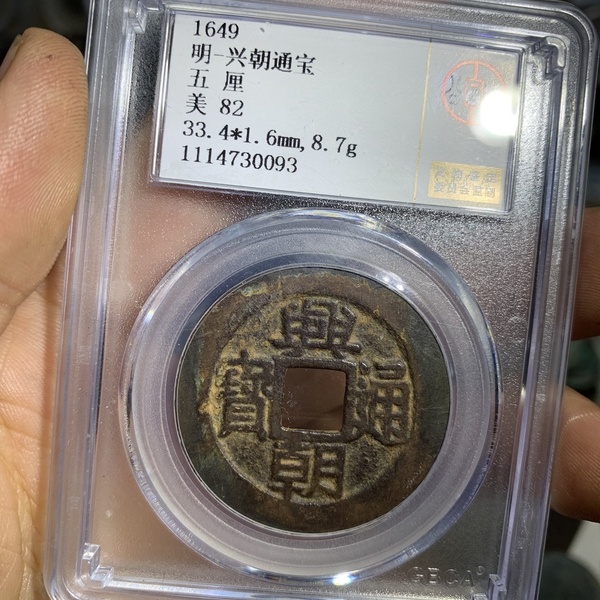 1649
明-兴朝通宝
五 厘
美 82
33.4*1.6mm, 8.7g
1114730093
興
寶 通
朝
GBCA